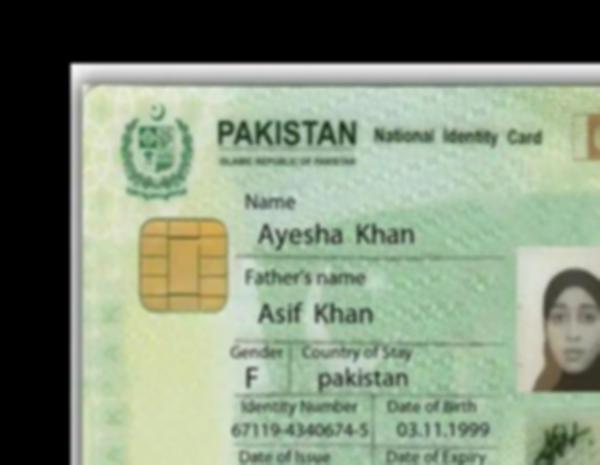 PAKISTAN National Identity Card
ISLAMIC REPUBLIC OF PAKISTAN
Name
Ayesha Khan
Father's name
Asif Khan
Gender Country of Stay
F pakistan
Identity Number Date of Birth
67119-4340674-5 03.11.1999
Date of Issue Date of Expiry